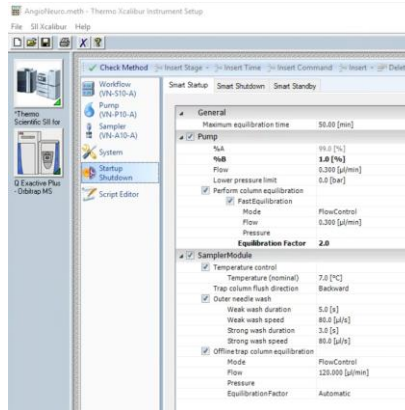 AngioNeuro.meth - Thermo Xcalibur Instrument Setup
File SII Xcalibur Help
Check Method Insert Stage Insert Time Insert Command Insert Delet
*Thermo Scientific SII for
Q Exactive Plus - Orbitrap MS
Workflow (VN-S10-A)
Pump (VN-P10-A)
Sampler (VN-A10-A)
System
Startup Shutdown
Script Editor
Smart Startup Smart Shutdown Smart Standby
General
Maximum equilibration time 50.00 [min]
Pump
%A 99.0 [%]
%B 1.0 [%]
Flow 0.300 [µl/min]
Lower pressure limit 0.0 [bar]
Perform column equilibration
FastEquilibration
Mode FlowControl
Flow 0.300 [µl/min]
Pressure
Equilibration Factor 2.0
SamplerModule
Temperature control
Temperature (nominal) 7.0 [°C]
Trap column flush direction Backward
Outer needle wash
Weak wash duration 5.0 [s]
Weak wash speed 80.0 [µl/s]
Strong wash duration 3.0 [s]
Strong wash speed 80.0 [µl/s]
Offline trap column equilibration
Mode FlowControl
Flow 120.000 [µl/min]
Pressure
EquilibrationFactor Automatic